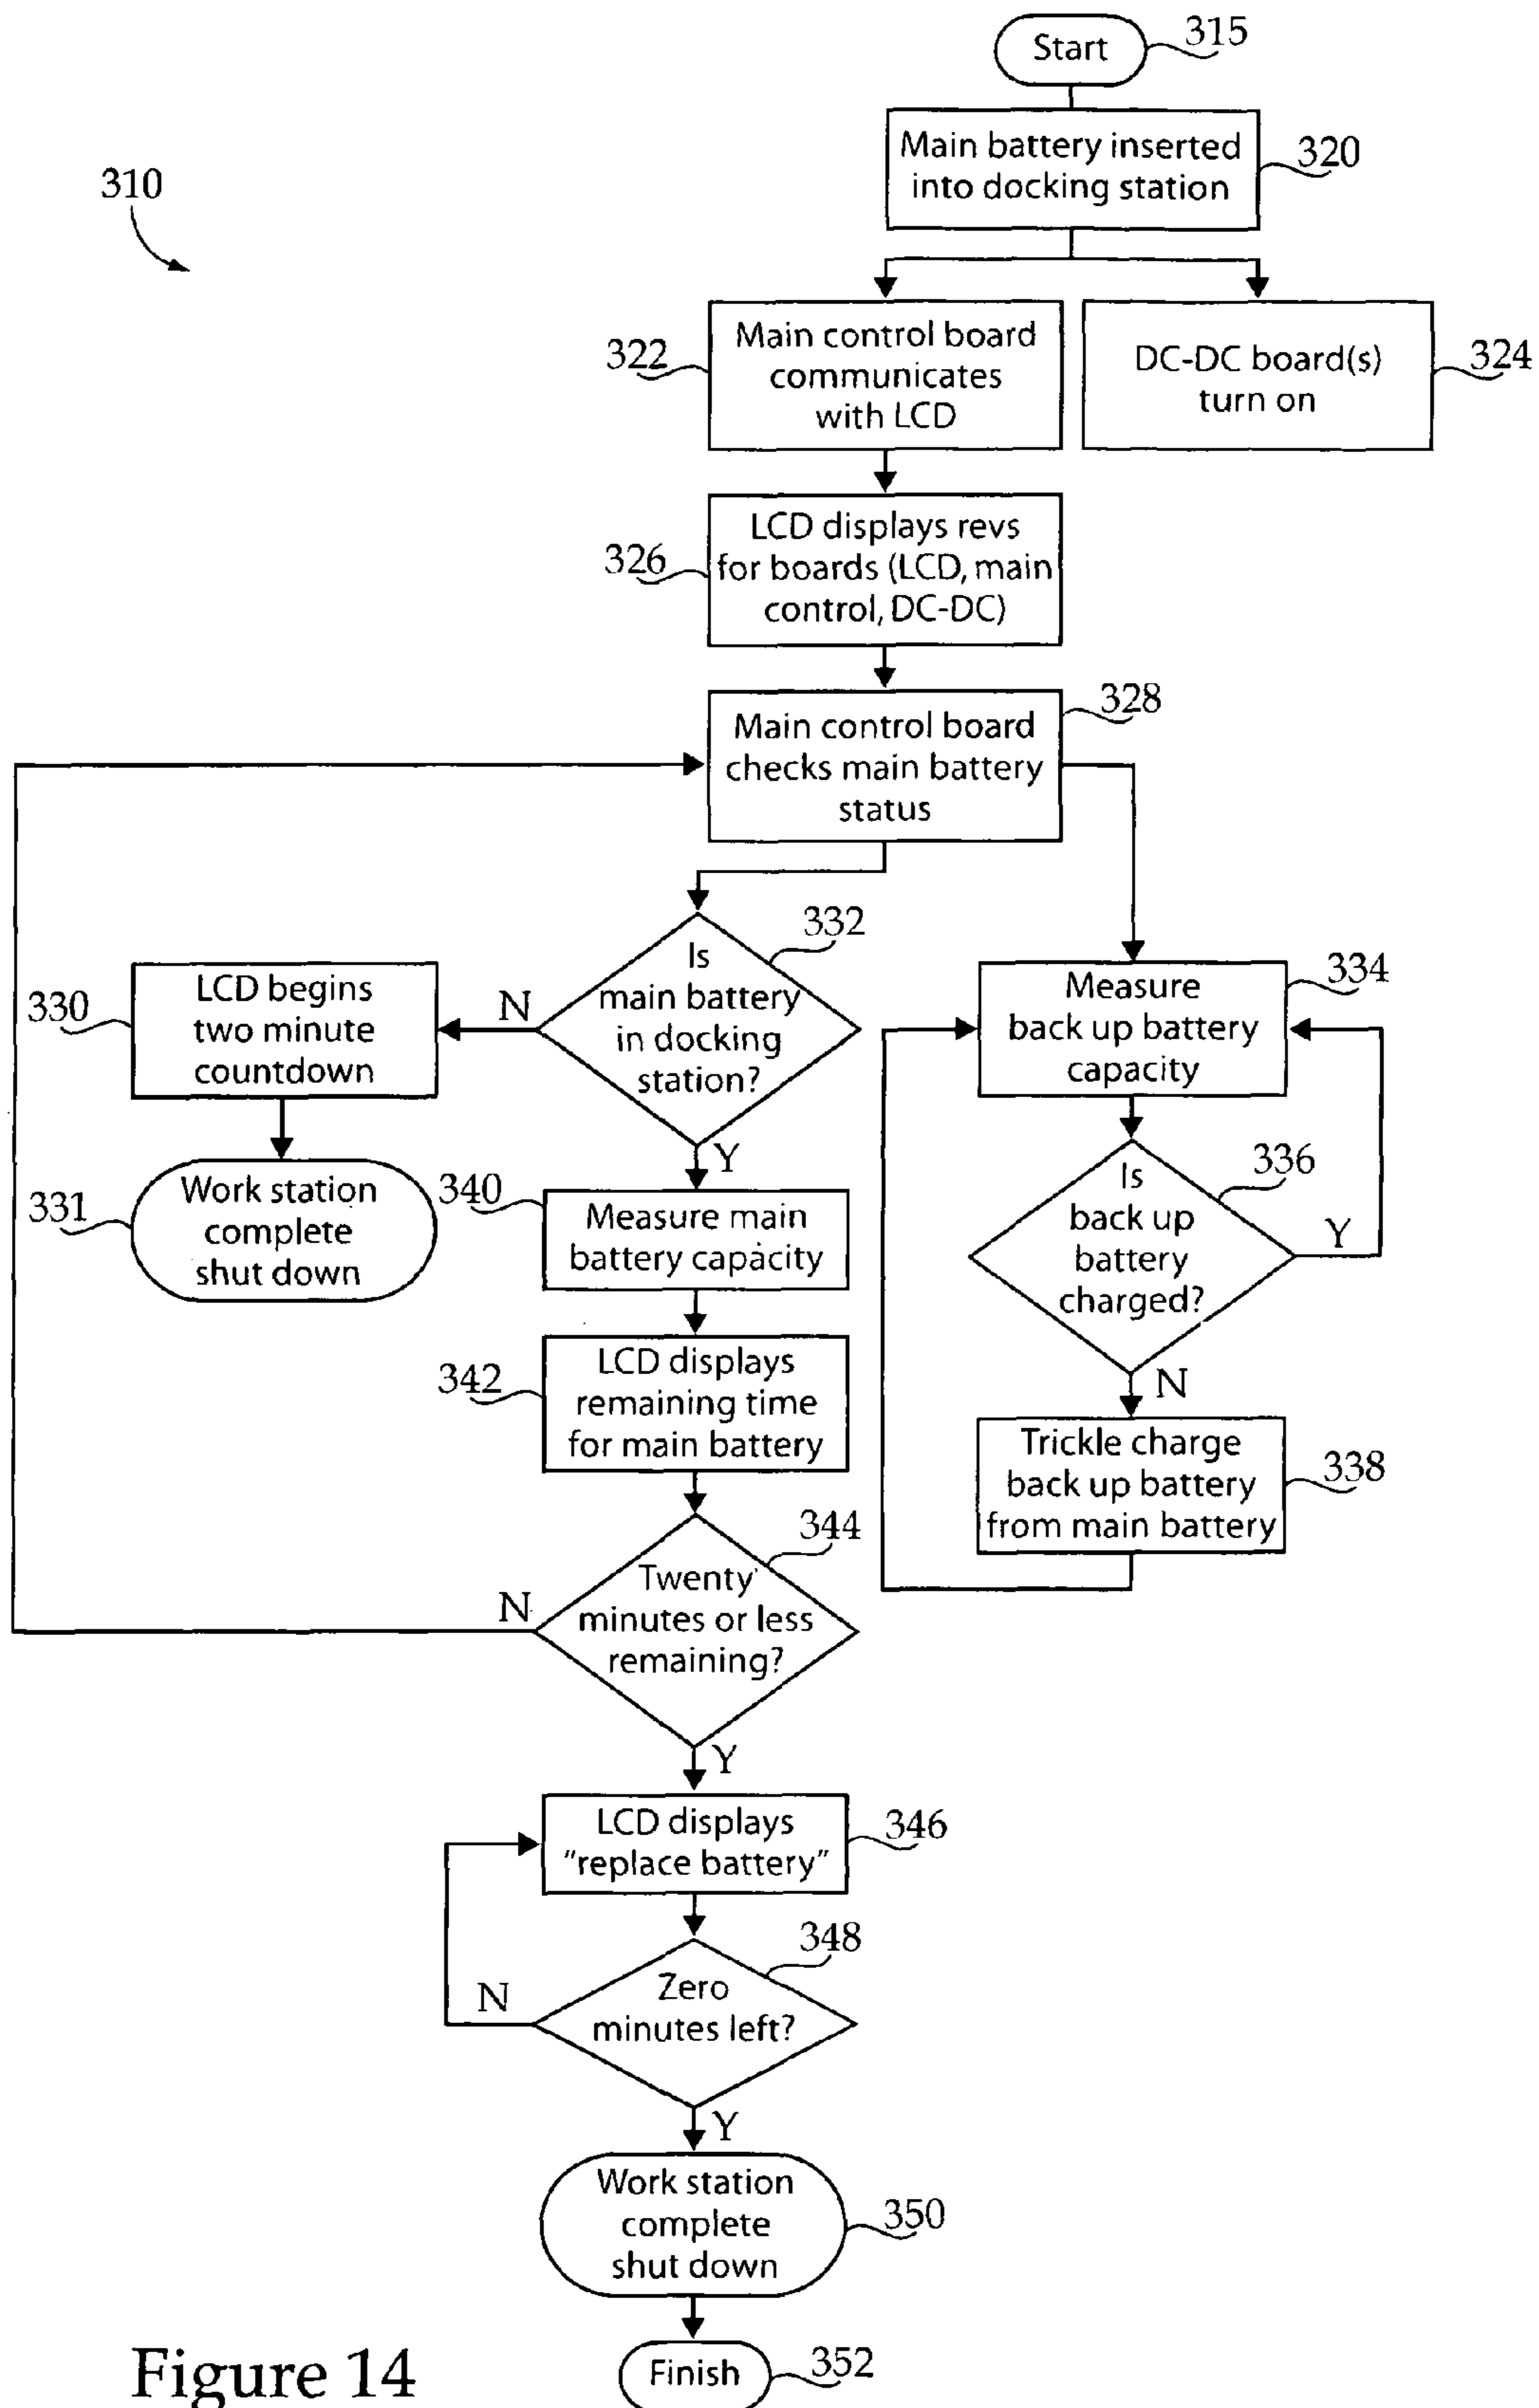 Start
315
Main battery inserted
into docking station
320
310
322
Main control board
communicates
with LCD
DC-DC board(s)
turn on
324
326
LCD displays revs
for boards (LCD, main
control, DC-DC)
Main control board
checks main battery
status
328
Is
main battery
in docking
station?
332
N
Y
330
LCD begins
two minute
countdown
331
Work station
complete
shut down
Measure
back up battery
capacity
334
Is
back up
battery
charged?
336
Y
N
Trickle charge
back up battery
from main battery
338
340
Measure main
battery capacity
342
LCD displays
remaining time
for main battery
344
Twenty
minutes or less
remaining?
N
Y
LCD displays
"replace battery"
346
348
Zero
minutes left?
N
Y
Work station
complete
shut down
350
Finish
352
Figure 14